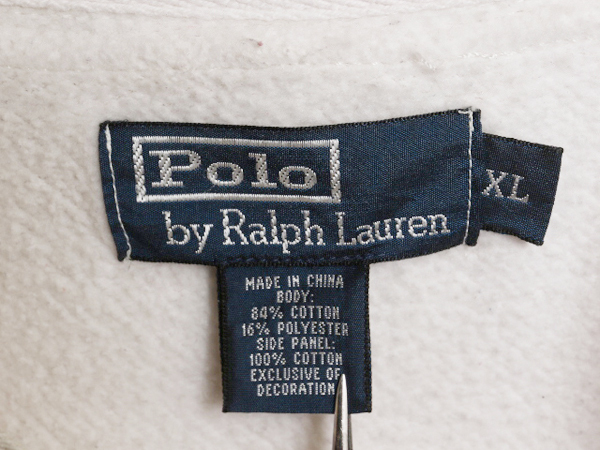 Polo
by Ralph Lauren
XL
MADE IN CHINA
BODY:
84% COTTON
16% POLYESTER
SIDE PANEL:
100% COTTON
EXCLUSIVE OF
DECORATION